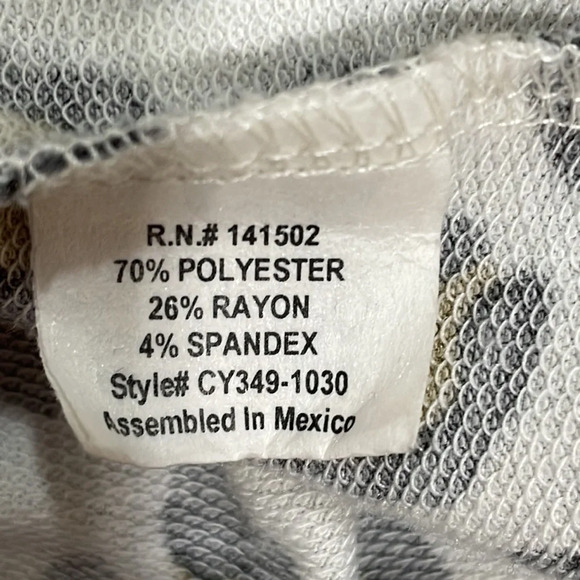 R.N.# 141502
70% POLYESTER
26% RAYON
4% SPANDEX
Style# CY349-1030
Assembled In Mexico